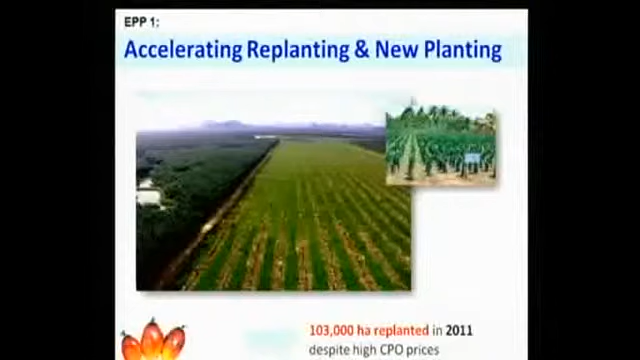 EPP 1:
Accelerating Replanting & New Planting
103,000 ha replanted in 2011
despite high CPO prices